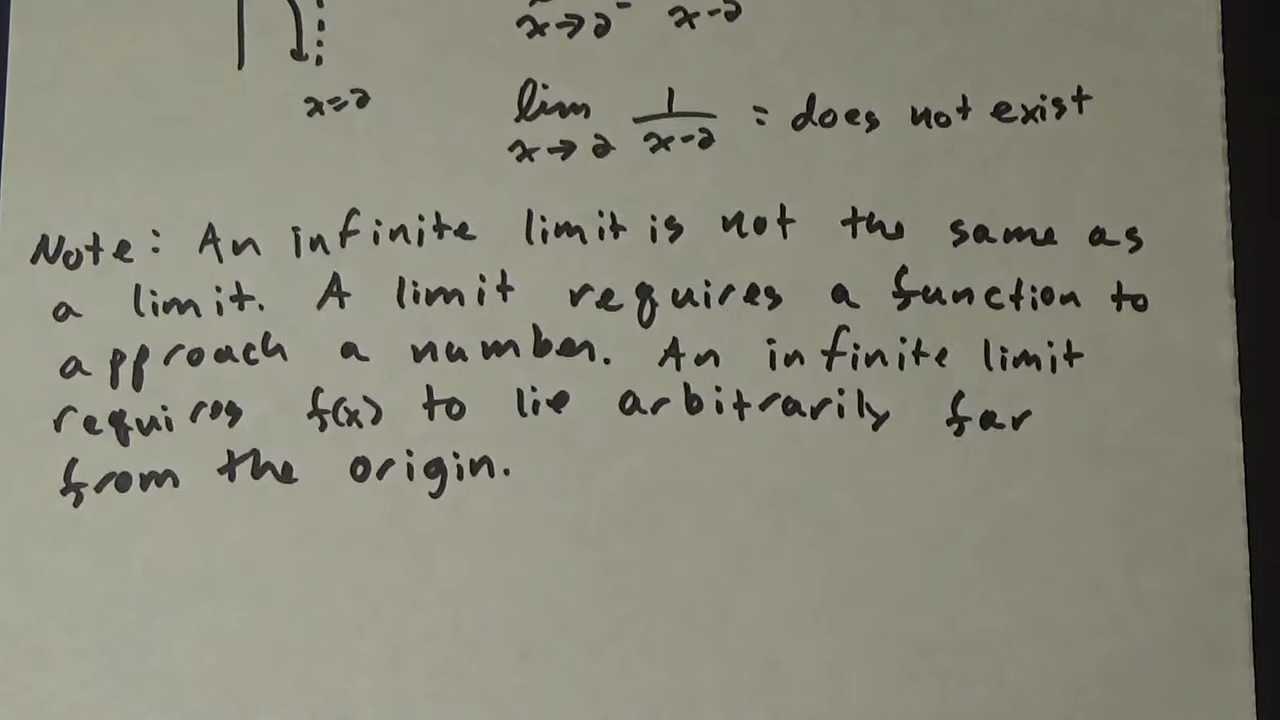 x→2⁻ x-2
x=2
lim 1/(x-2) = does not exist
x→2
Note: An infinite limit is not the same as
a limit. A limit requires a function to
approach a number. An infinite limit
requires f(x) to lie arbitrarily far
from the origin.